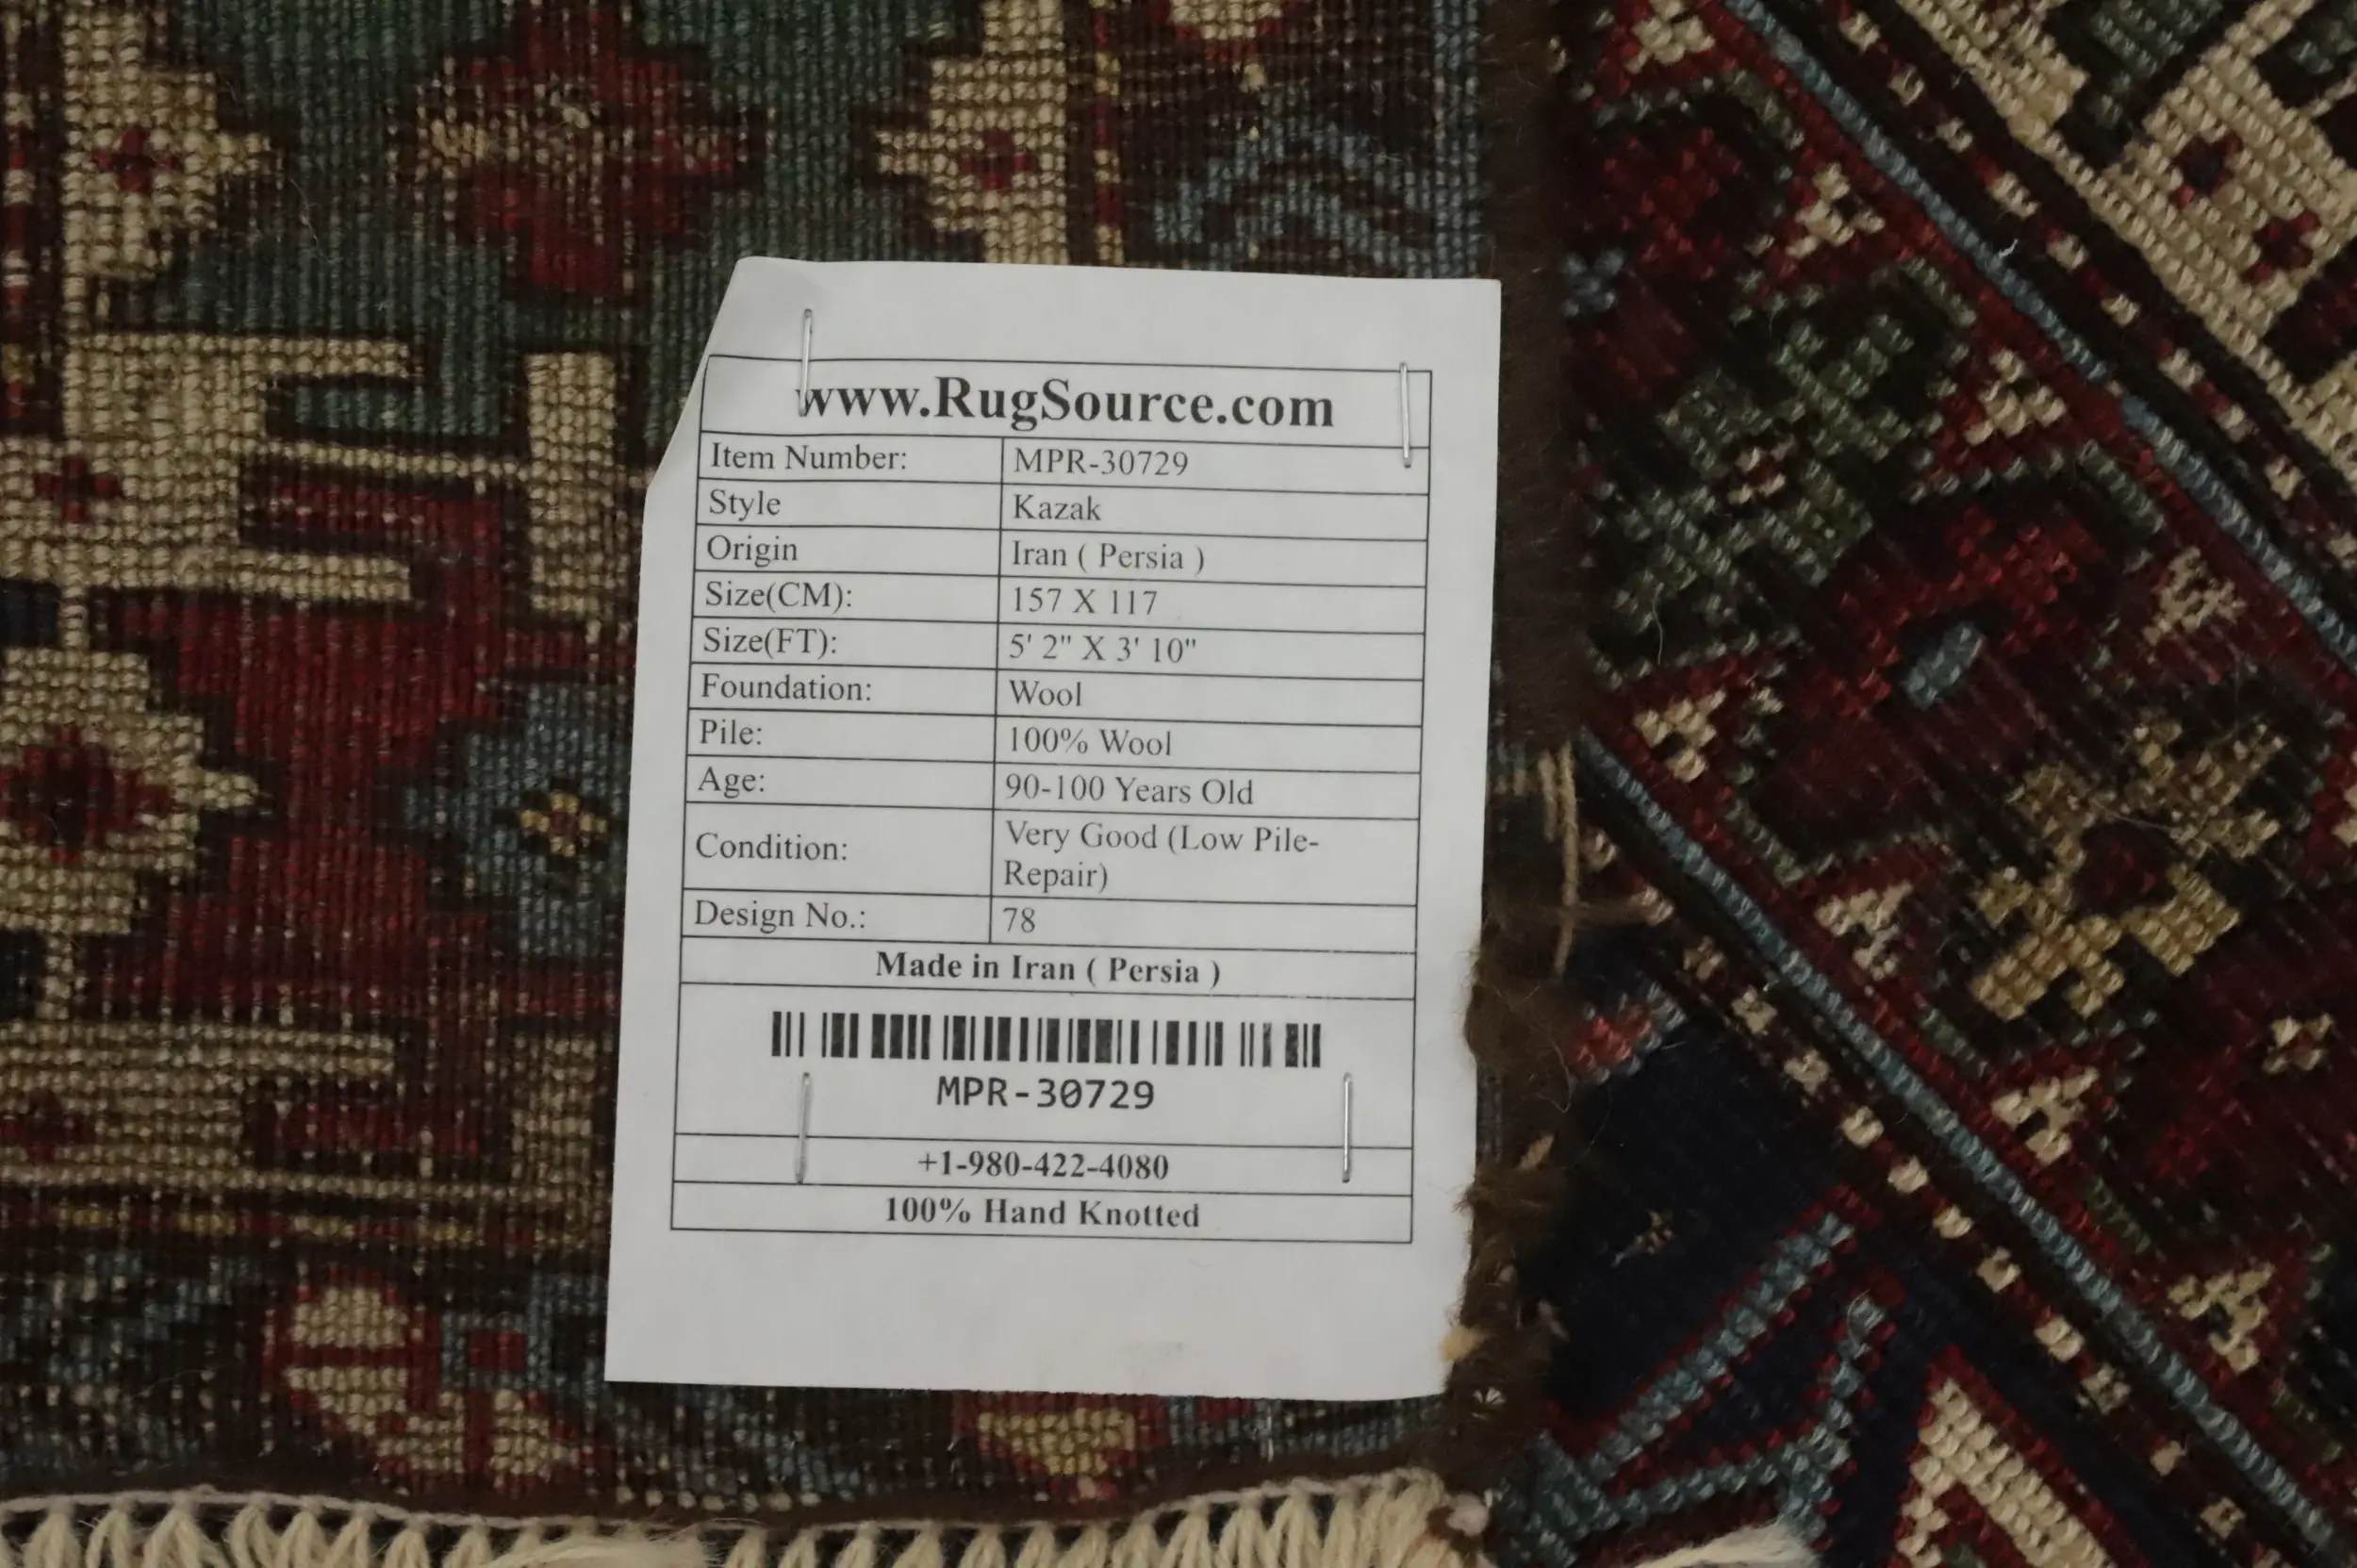 www.RugSource.com
Item Number: MPR-30729
Style Kazak
Origin Iran ( Persia )
Size(CM): 157 X 117
Size(FT): 5' 2" X 3' 10"
Foundation: Wool
Pile: 100% Wool
Age: 90-100 Years Old
Condition: Very Good (Low Pile-
Repair)
Design No.: 78
Made in Iran ( Persia )
MPR-30729
+1-980-422-4080
100% Hand Knotted